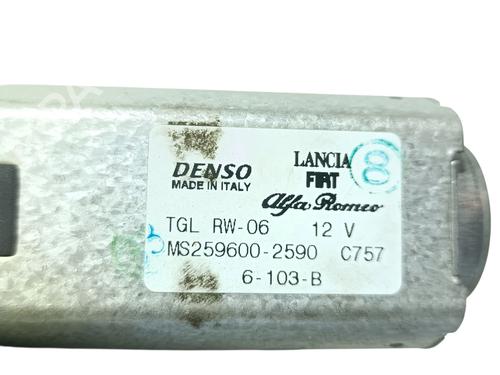 DENSO
MADE IN ITALY
LANCIA
FIAT
Alfa Romeo
8
TGL RW-06 12 V
MS259600-2590 C757
6-103-B